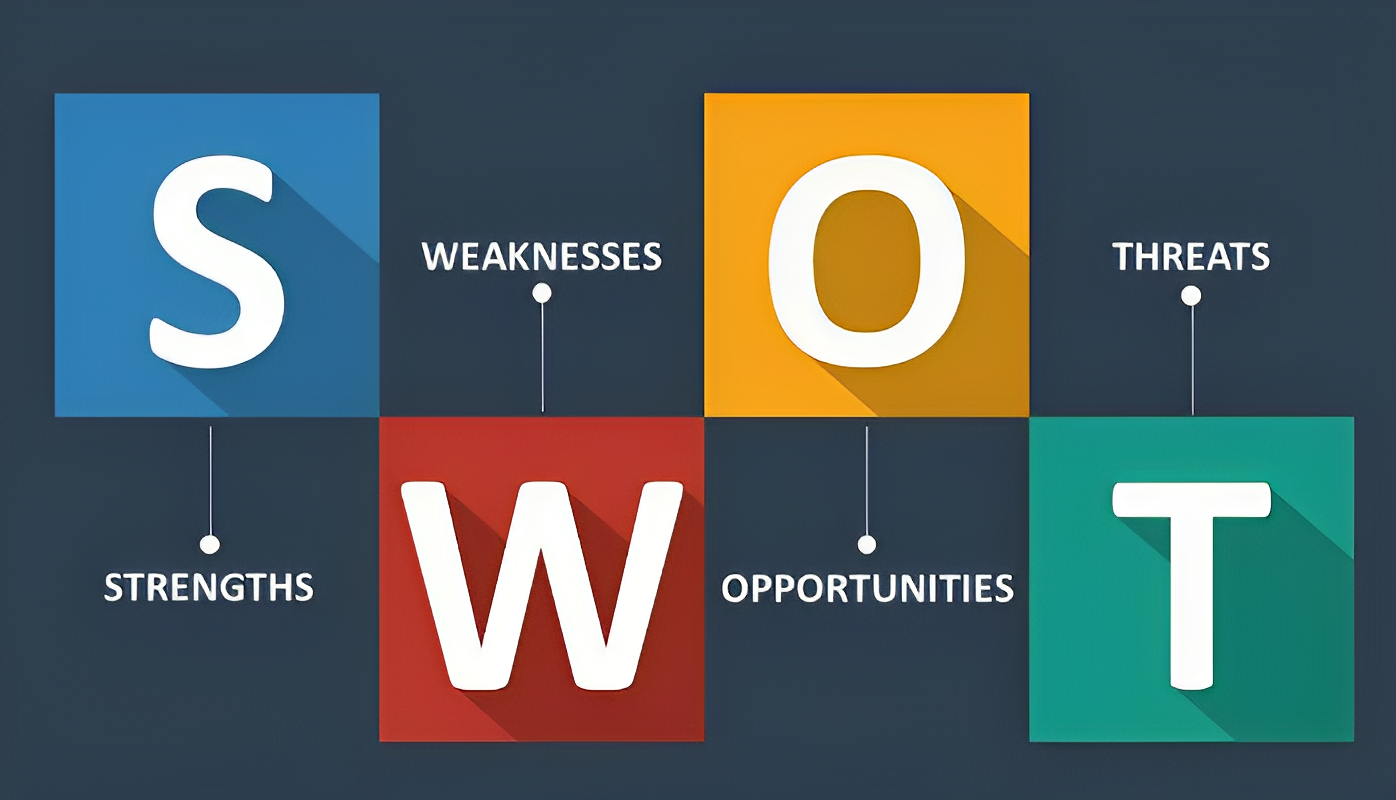 S
STRENGTHS
W
WEAKNESSES
O
OPPORTUNITIES
T
THREATS